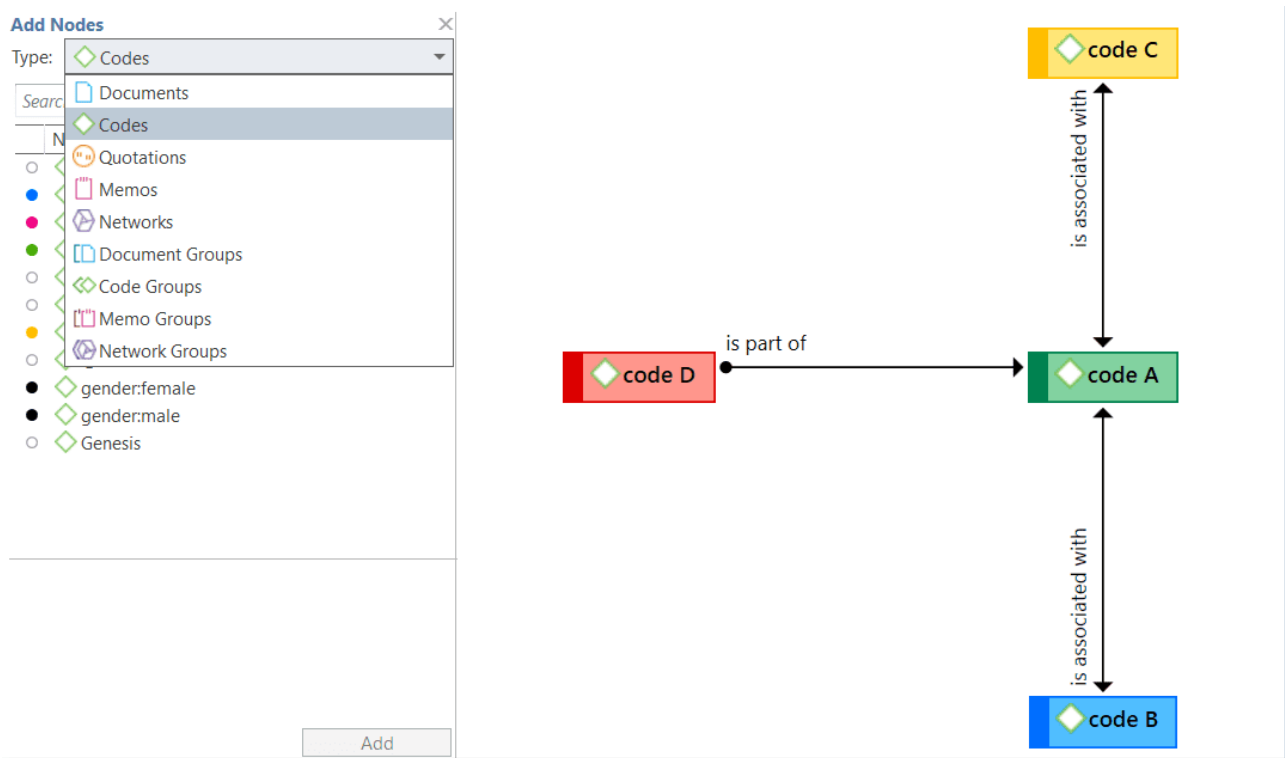 Add Nodes
Type: Codes
Searc
N
Documents
Codes
Quotations
Memos
Networks
Document Groups
Code Groups
Memo Groups
Network Groups
gender:female
gender:male
Genesis
Add
code C
is associated with
is part of
code D
code A
is associated with
code B